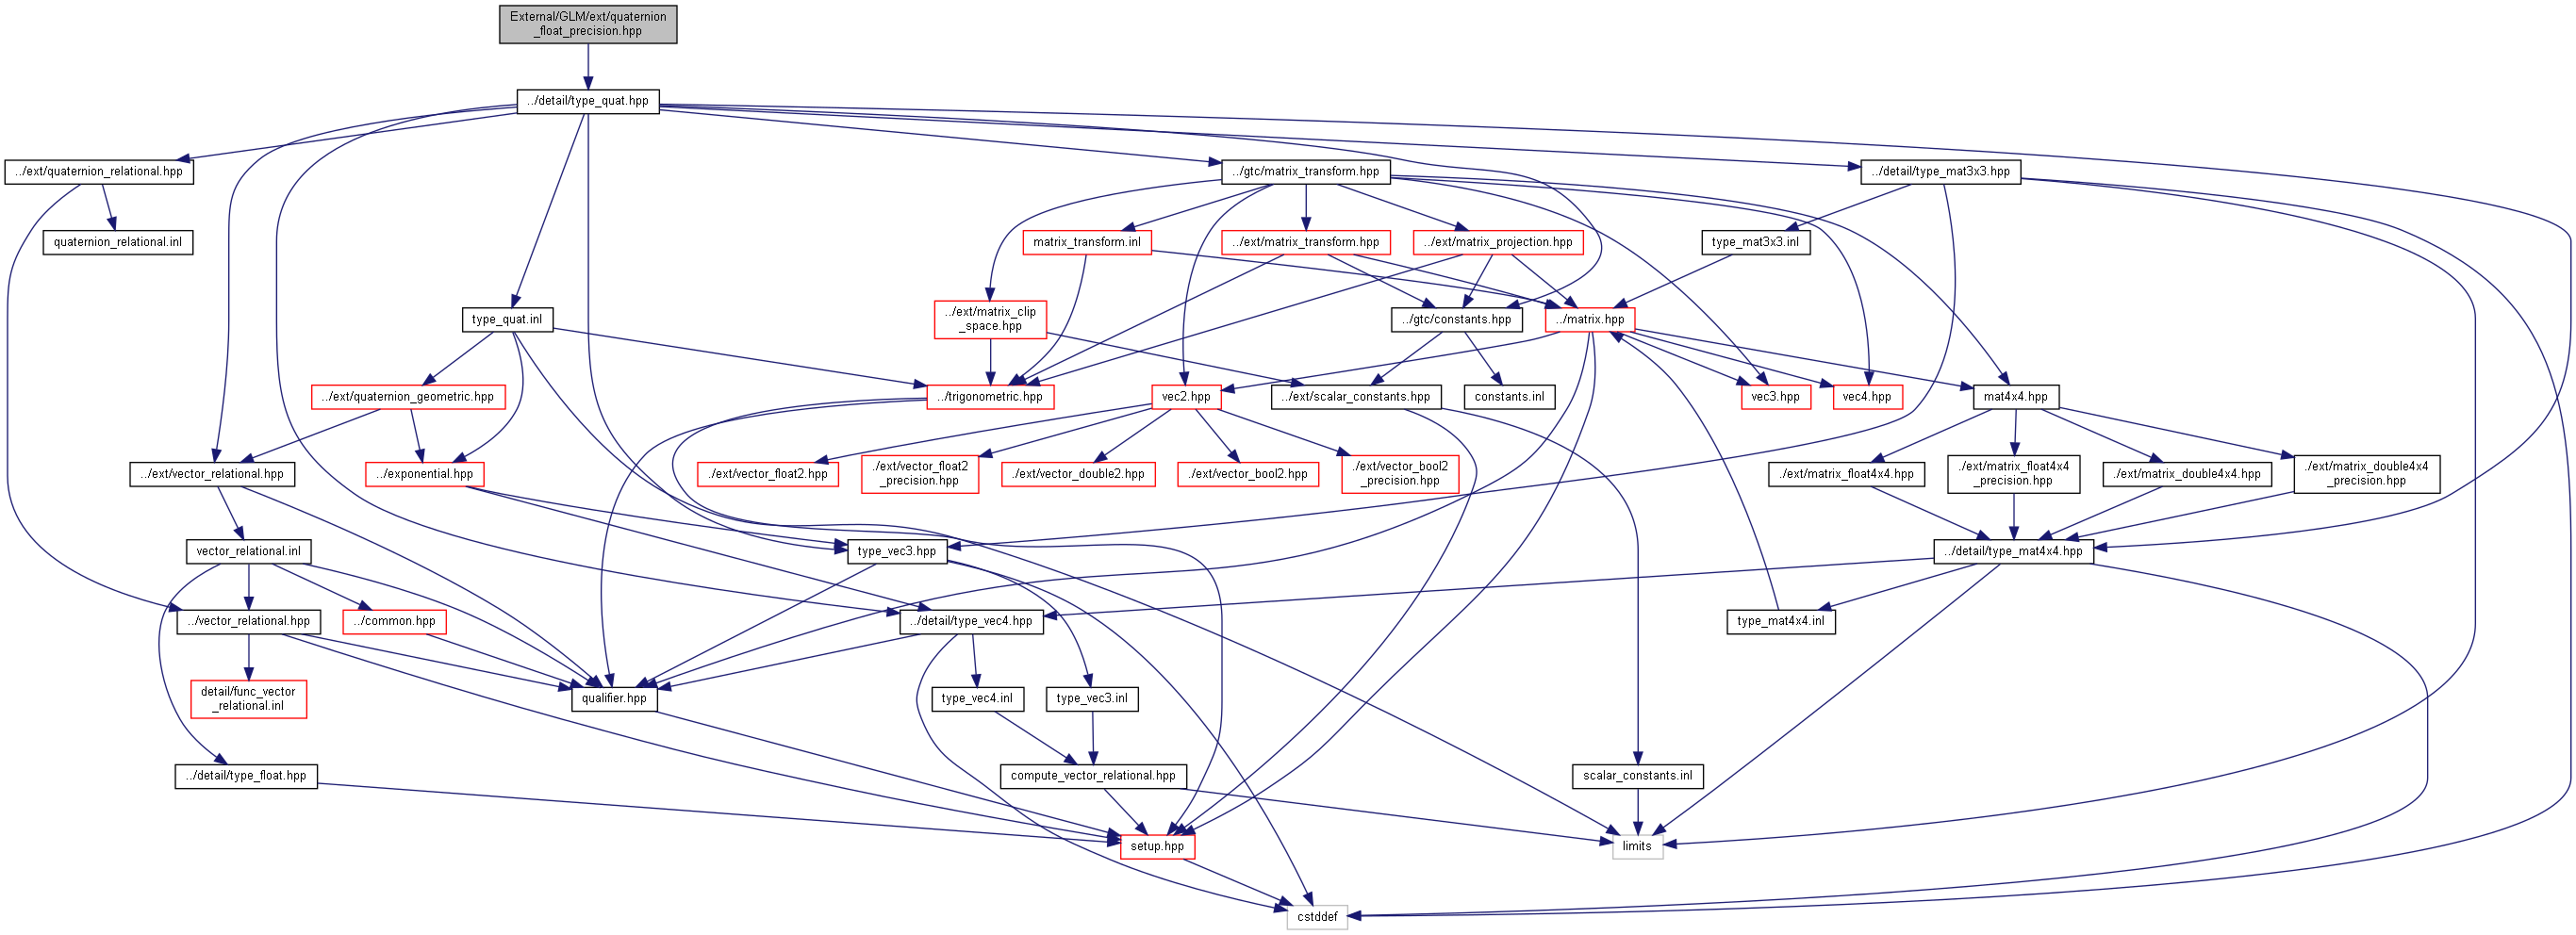 External/GLM/ext/quaternion
_float_precision.hpp
../detail/type_quat.hpp
../ext/quaternion_relational.hpp
../gtc/matrix_transform.hpp
../detail/type_mat3x3.hpp
quaternion_relational.inl
matrix_transform.inl
../ext/matrix_transform.hpp
../ext/matrix_projection.hpp
type_mat3x3.inl
type_quat.inl
../ext/matrix_clip
_space.hpp
../gtc/constants.hpp
../matrix.hpp
../ext/quaternion_geometric.hpp
../trigonometric.hpp
vec2.hpp
../ext/scalar_constants.hpp
constants.inl
vec3.hpp
vec4.hpp
mat4x4.hpp
../ext/vector_relational.hpp
../exponential.hpp
./ext/vector_float2.hpp
./ext/vector_float2
_precision.hpp
./ext/vector_double2.hpp
./ext/vector_bool2.hpp
./ext/vector_bool2
_precision.hpp
./ext/matrix_float4x4.hpp
./ext/matrix_float4x4
_precision.hpp
./ext/matrix_double4x4.hpp
./ext/matrix_double4x4
_precision.hpp
vector_relational.inl
type_vec3.hpp
../detail/type_mat4x4.hpp
../vector_relational.hpp
../common.hpp
../detail/type_vec4.hpp
type_mat4x4.inl
detail/func_vector
_relational.inl
qualifier.hpp
type_vec4.inl
type_vec3.inl
../detail/type_float.hpp
compute_vector_relational.hpp
scalar_constants.inl
setup.hpp
limits
cstddef